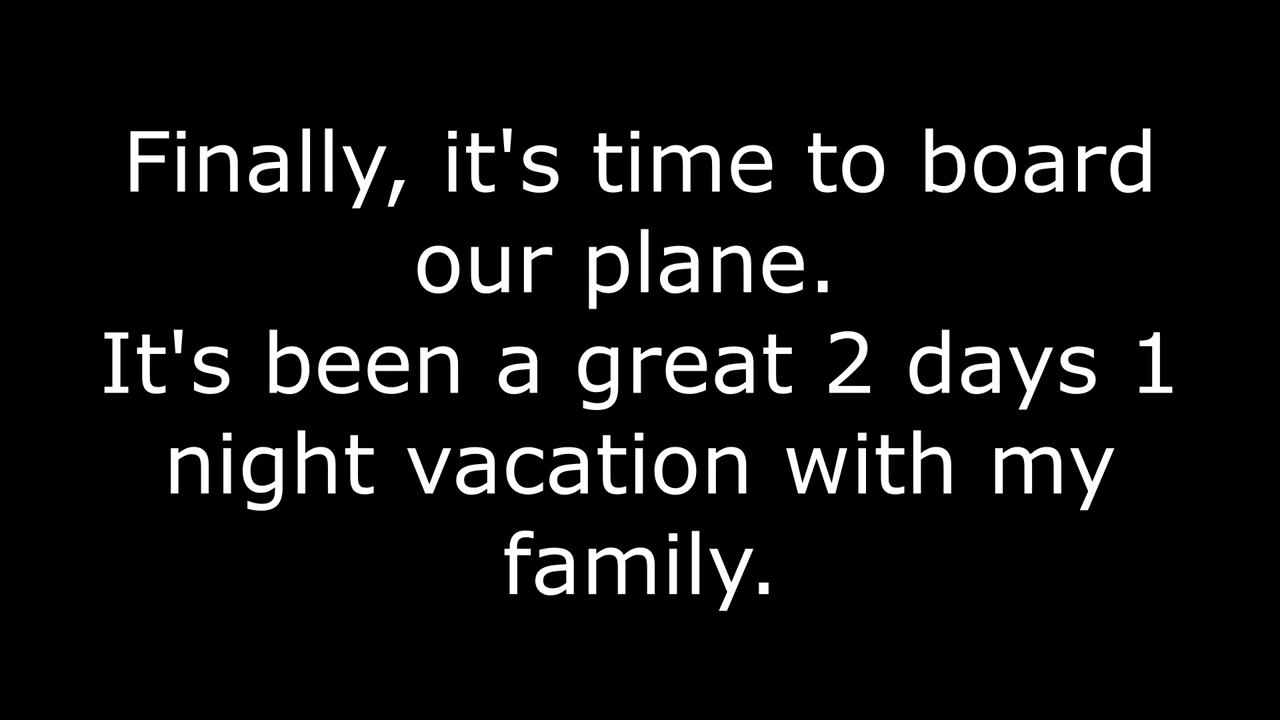 Finally, it's time to board
our plane.
It's been a great 2 days 1
night vacation with my
family.